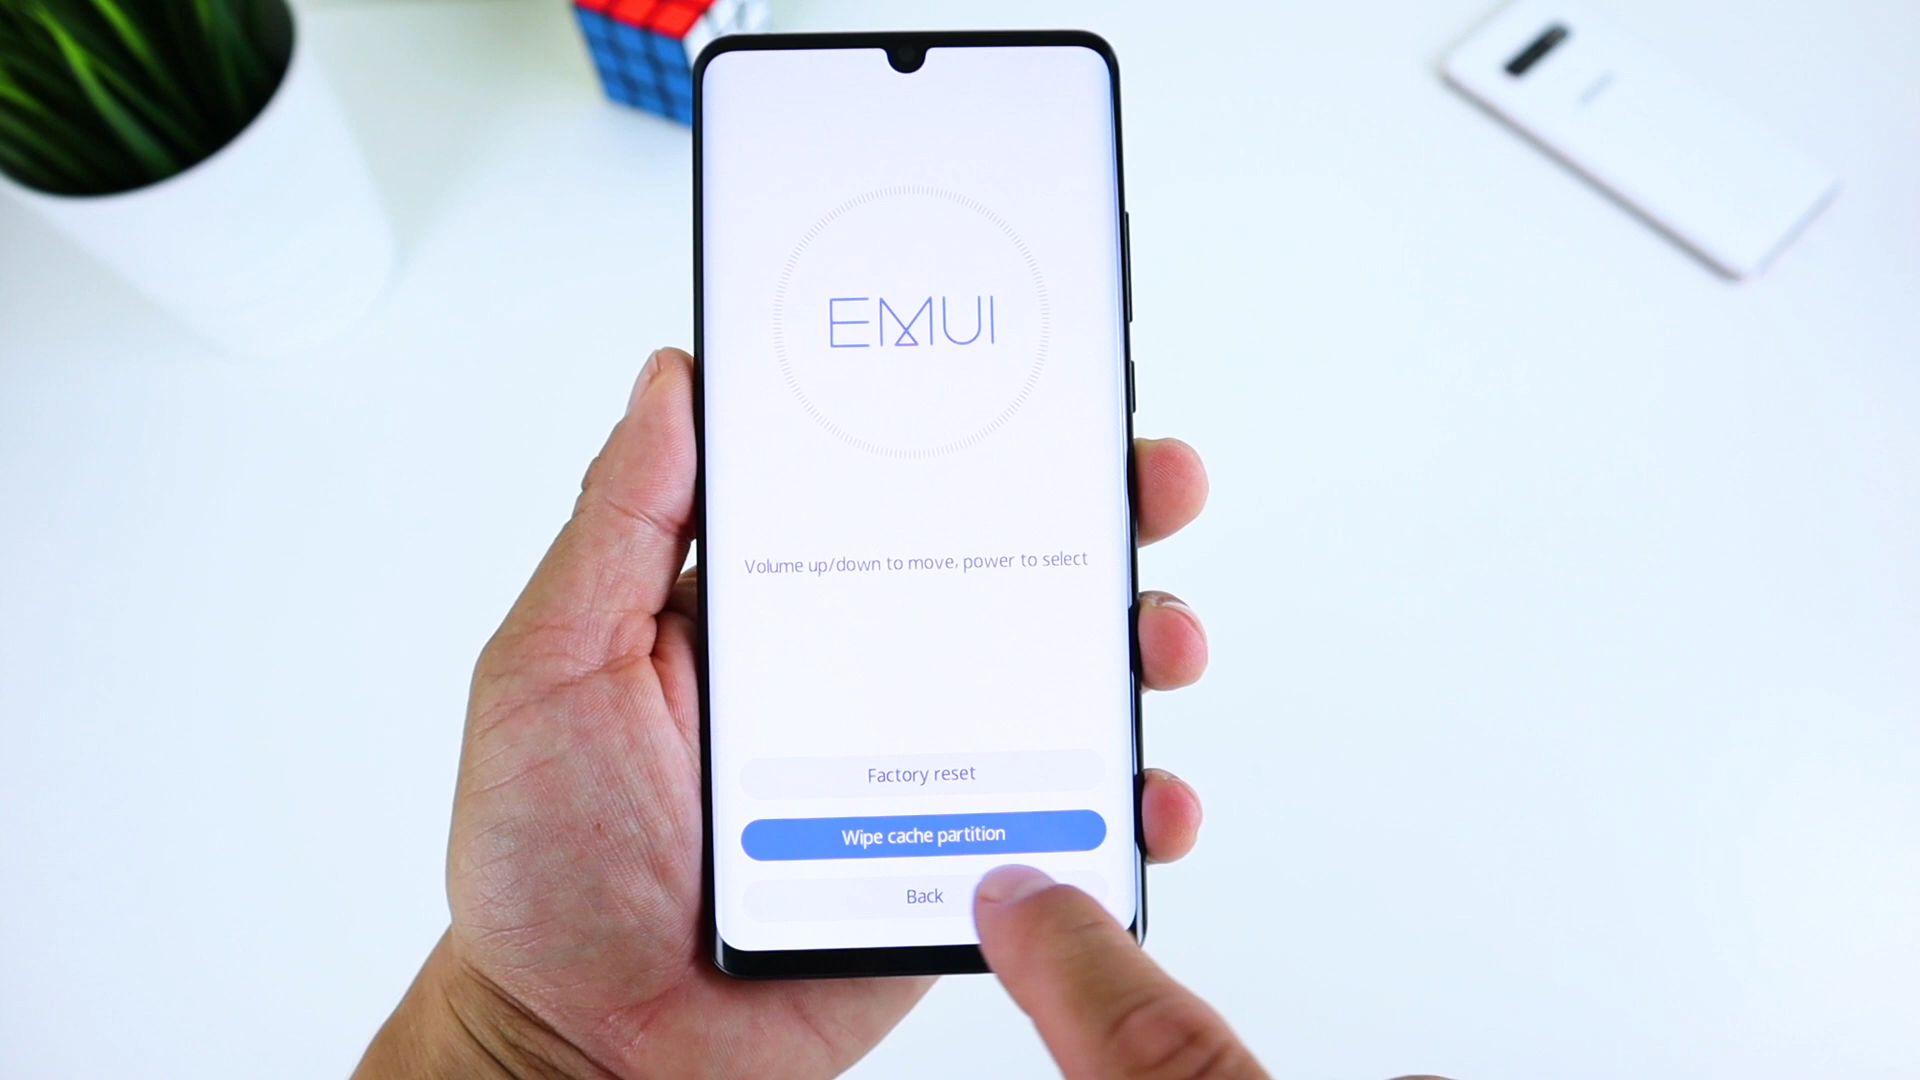 EMUI
Volume up/down to move, power to select
Factory reset
Wipe cache partition
Back